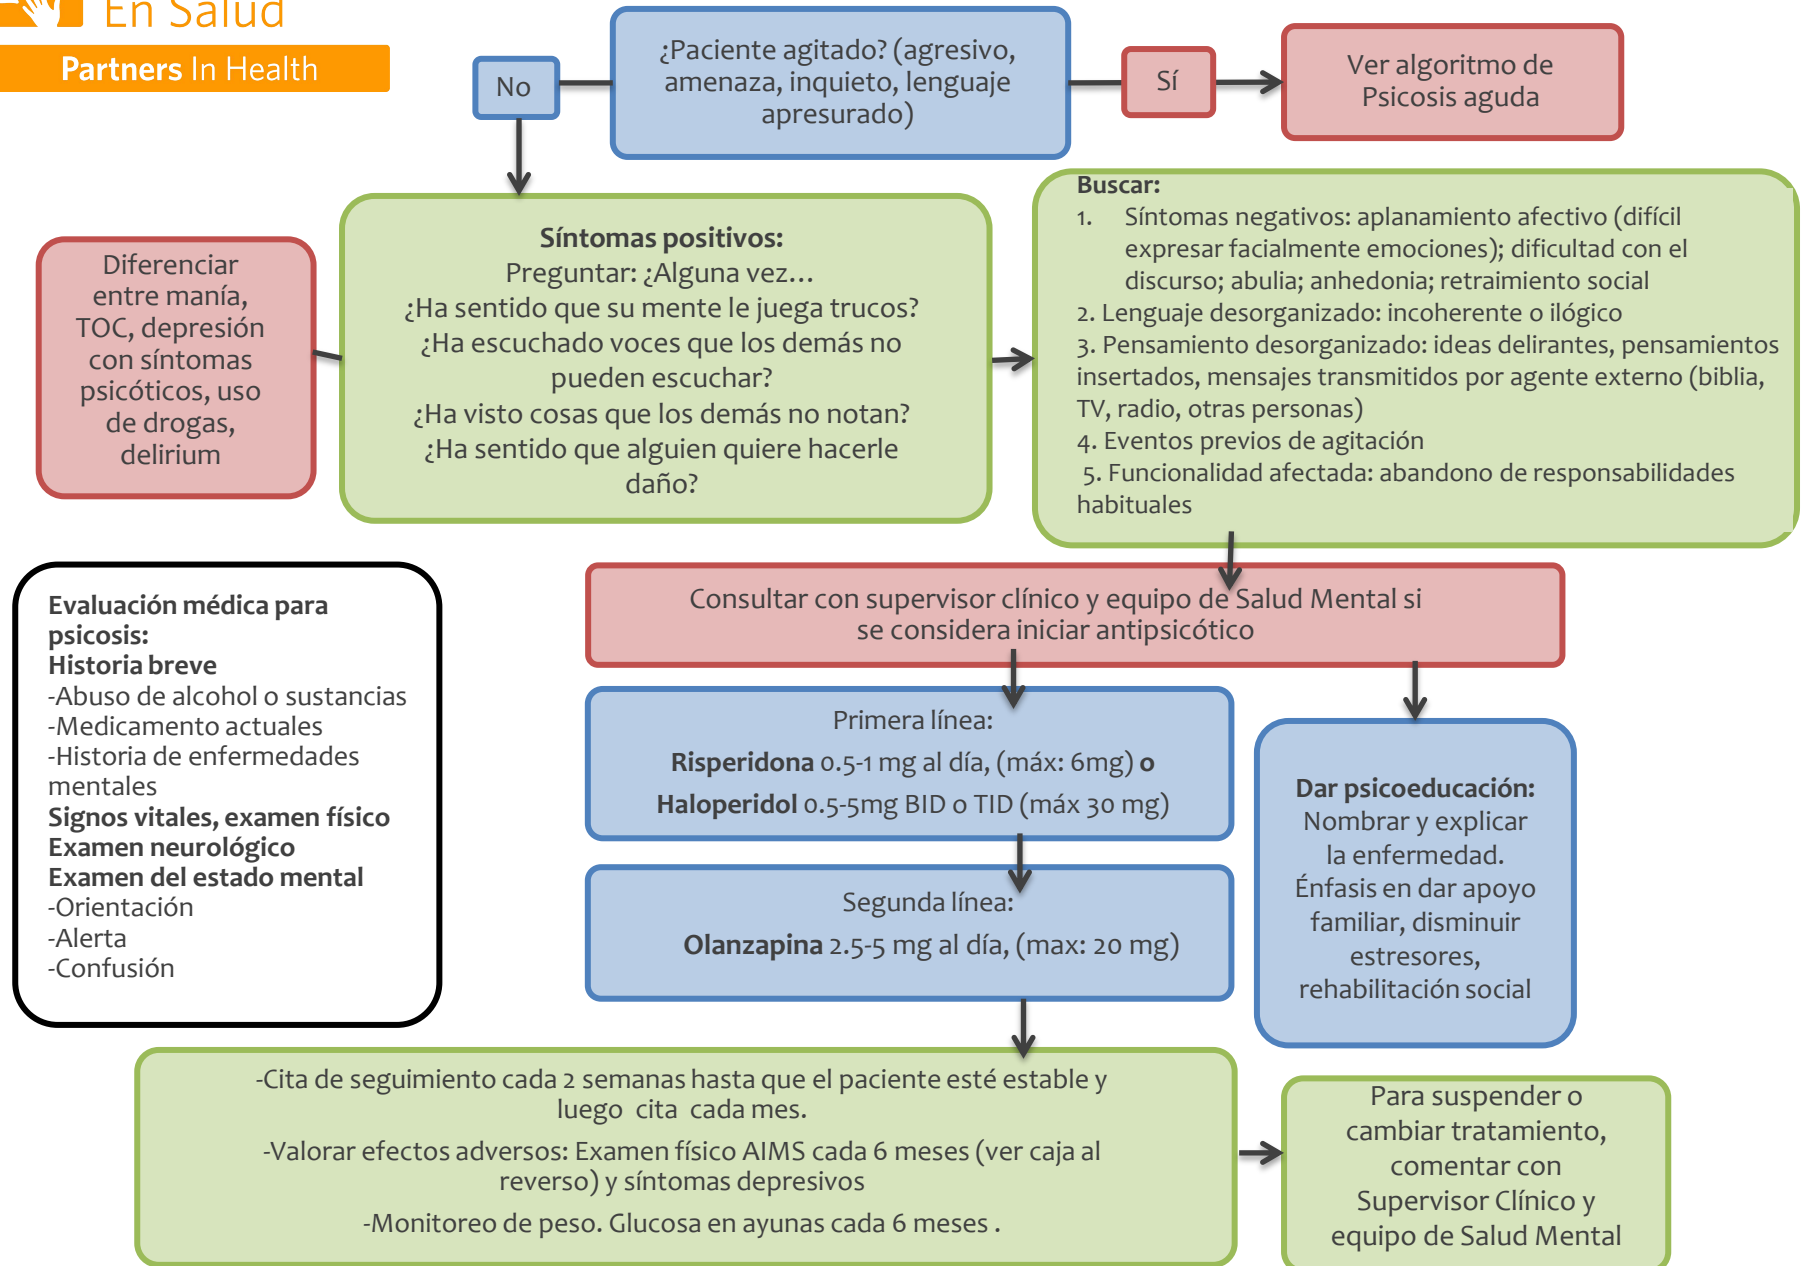 En Salud
Partners In Health
No
¿Paciente agitado? (agresivo,
amenaza, inquieto, lenguaje
apresurado)
Sí
Ver algoritmo de
Psicosis aguda
Diferenciar
entre manía,
TOC, depresión
con síntomas
psicóticos, uso
de drogas,
delirium
Síntomas positivos:
Preguntar: ¿Alguna vez...
¿Ha sentido que su mente le juega trucos?
¿Ha escuchado voces que los demás no
pueden escuchar?
¿Ha visto cosas que los demás no notan?
¿Ha sentido que alguien quiere hacerle
daño?
Buscar:
1. Síntomas negativos: aplanamiento afectivo (difícil
expresar facialmente emociones); dificultad con el
discurso; abulia; anhedonia; retraimiento social
2. Lenguaje desorganizado: incoherente o ilógico
3. Pensamiento desorganizado: ideas delirantes, pensamientos
insertados, mensajes transmitidos por agente externo (biblia,
TV, radio, otras personas)
4. Eventos previos de agitación
5. Funcionalidad afectada: abandono de responsabilidades
habituales
Evaluación médica para
psicosis:
Historia breve
-Abuso de alcohol o sustancias
-Medicamento actuales
-Historia de enfermedades
mentales
Signos vitales, examen físico
Examen neurológico
Examen del estado mental
-Orientación
-Alerta
-Confusión
Consultar con supervisor clínico y equipo de Salud Mental si
se considera iniciar antipsicótico
Primera línea:
Risperidona 0.5-1 mg al día, (máx: 6mg) o
Haloperidol 0.5-5mg BID o TID (máx 30 mg)
Segunda línea:
Olanzapina 2.5-5 mg al día, (max: 20 mg)
Dar psicoeducación:
Nombrar y explicar
la enfermedad.
Énfasis en dar apoyo
familiar, disminuir
estresores,
rehabilitación social
-Cita de seguimiento cada 2 semanas hasta que el paciente esté estable y
luego cita cada mes.
-Valorar efectos adversos: Examen físico AIMS cada 6 meses (ver caja al
reverso) y síntomas depresivos
-Monitoreo de peso. Glucosa en ayunas cada 6 meses .
Para suspender o
cambiar tratamiento,
comentar con
Supervisor Clínico y
equipo de Salud Mental